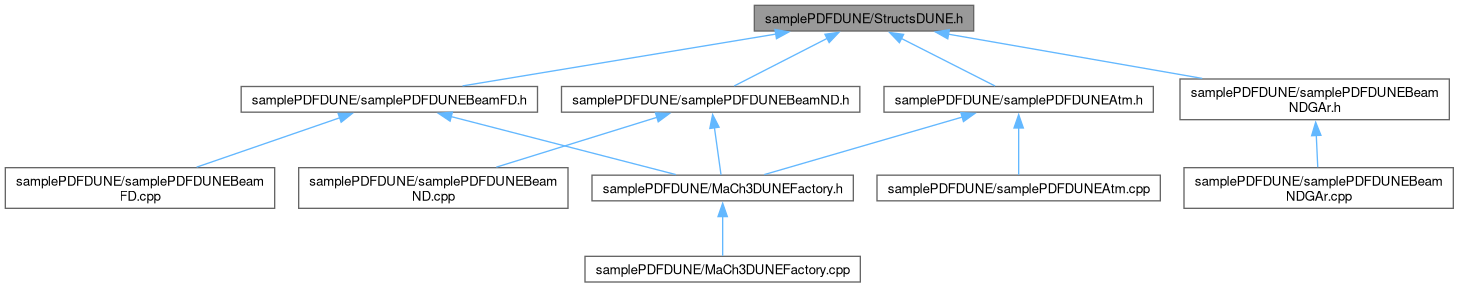 samplePDFDUNE/StructsDUNE.h
samplePDFDUNE/samplePDFDUNEBeamFD.h
samplePDFDUNE/samplePDFDUNEBeamND.h
samplePDFDUNE/samplePDFDUNEAtm.h
samplePDFDUNE/samplePDFDUNEBeam
NDGAr.h
samplePDFDUNE/samplePDFDUNEBeam
FD.cpp
samplePDFDUNE/samplePDFDUNEBeam
ND.cpp
samplePDFDUNE/MaCh3DUNEFactory.h
samplePDFDUNE/samplePDFDUNEAtm.cpp
samplePDFDUNE/samplePDFDUNEBeam
NDGAr.cpp
samplePDFDUNE/MaCh3DUNEFactory.cpp